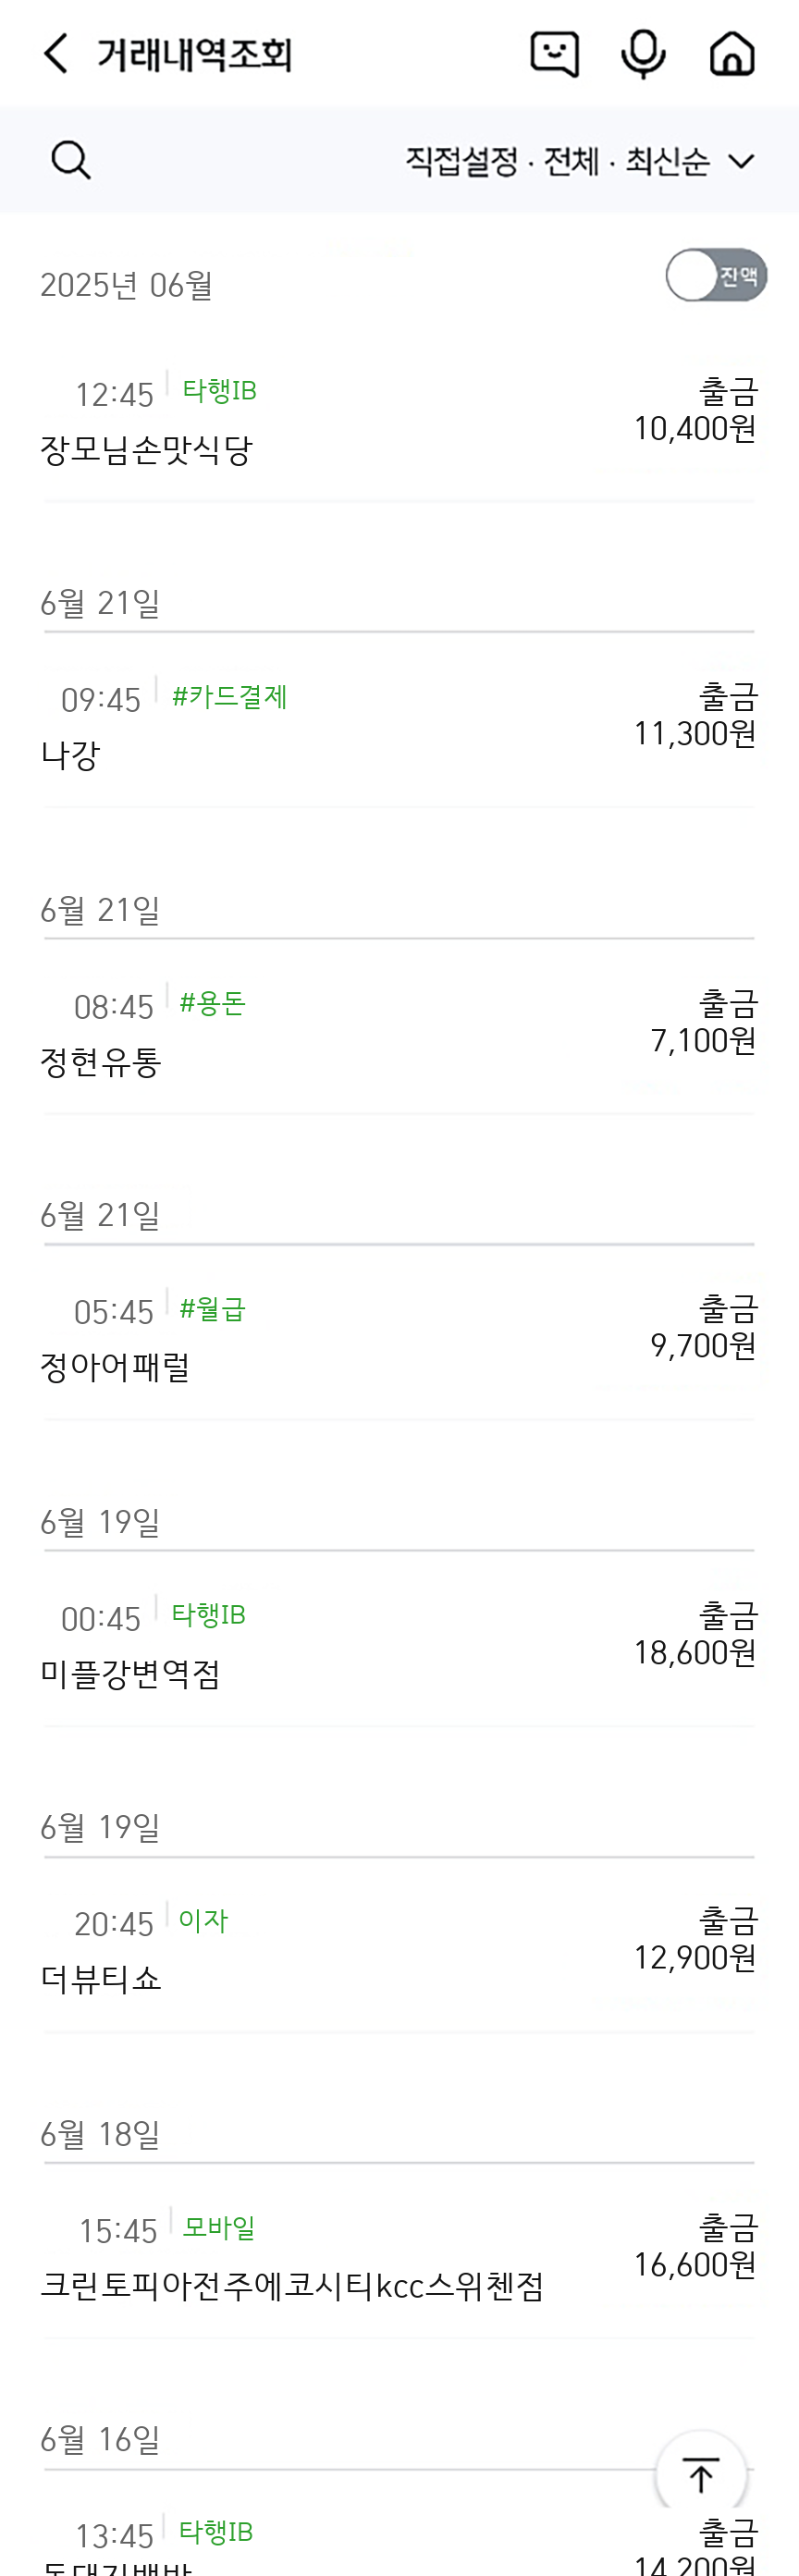 거래내역조회
직접설정 · 전체 · 최신순
2025년 06월
잔액
12:45 타행IB 출금
10,400원
장모님손맛식당
6월 21일
09:45 #카드결제 출금
11,300원
나강
6월 21일
08:45 #용돈 출금
7,100원
정현유통
6월 21일
05:45 #월급 출금
9,700원
정아어패럴
6월 19일
00:45 타행IB 출금
18,600원
미플강변역점
6월 19일
20:45 이자 출금
12,900원
더뷰티쇼
6월 18일
15:45 모바일 출금
16,600원
크린토피아전주에코시티kcc스위첸점
6월 16일
13:45 타행IB 출금
14,200원